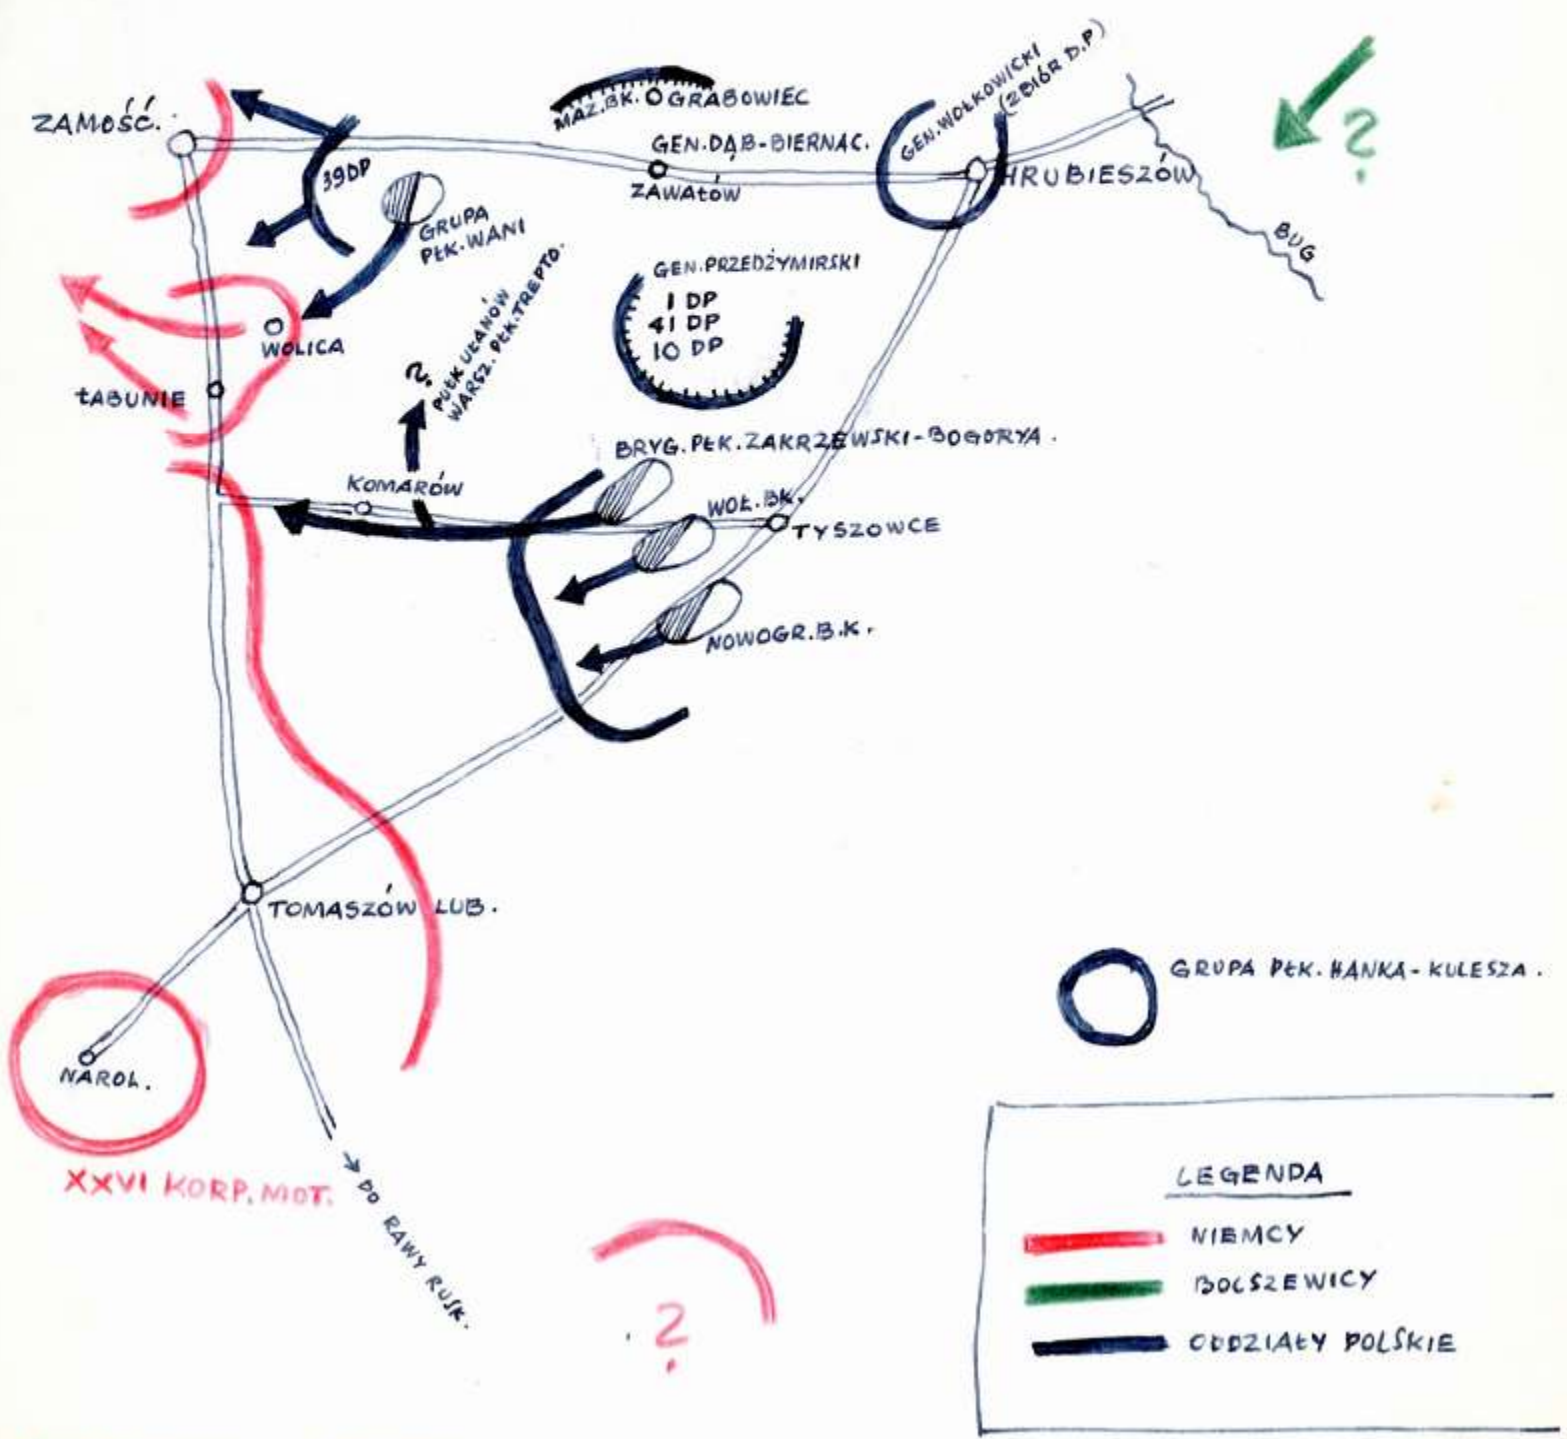 ZAMOŚĆ.
MAZ.BK.
GRABOWIEC
GEN.DĄB-BIERNAC.
ZAWAŁÓW
GEN.WOŁKOWICKI
(ZBIÓR D.P)
HRUBIESZÓW
?
BUG
39DP
GRUPA
PŁK.WANI
GEN.PRZEDŻYMIRSKI
1 DP
41 DP
10 DP
WOLICA
ŁABUNIE
?
PUŁK UŁANÓW
WARSZ. PŁK.TREPTO.
BRYG.PŁK.ZAKRZEWSKI-BOGORYA.
KOMARÓW
WOŁ.BK.
TYSZOWCE
NOWOGR.B.K.
TOMASZÓW LUB.
NAROL.
XXVI KORP.MOT.
→ DO RAWY RUSK.
?
GRUPA PŁK. HANKA-KULESZA.
LEGENDA
NIEMCY
BOLSZEWICY
ODDZIAŁY POLSKIE